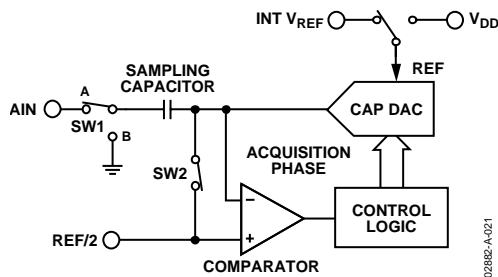 INT VREF
VDD
REF
SAMPLING
CAPACITOR
A
AIN
SW1
B
CAP DAC
ACQUISITION
PHASE
SW2
−
+
CONTROL
LOGIC
REF/2
COMPARATOR
02882-A-021